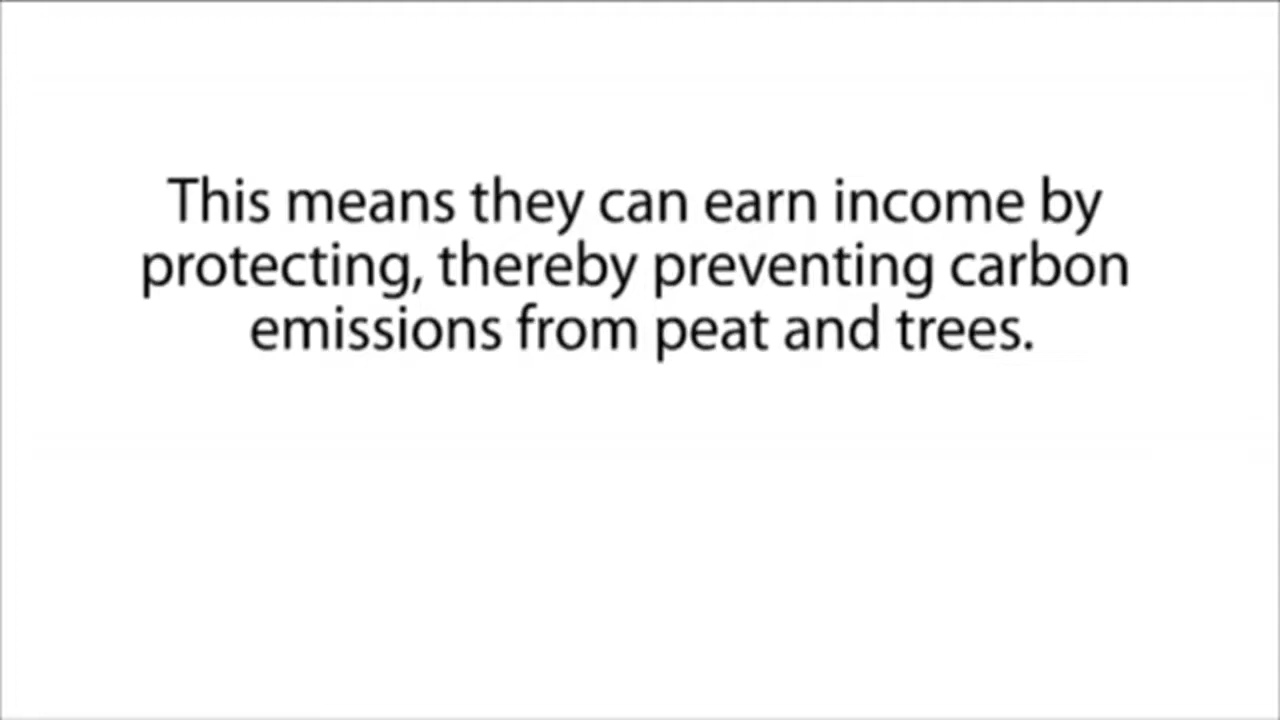 This means they can earn income by
protecting, thereby preventing carbon
emissions from peat and trees.